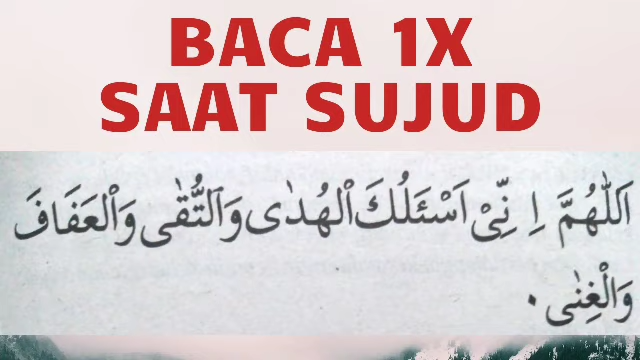 BACA 1X
SAAT SUJUD
اَللّٰهُمَّ اِنِّيْ اَسْئَلُكَ الْهُدٰى وَالتُّقٰى وَالْعَفَافَ
وَالْغِنٰى.